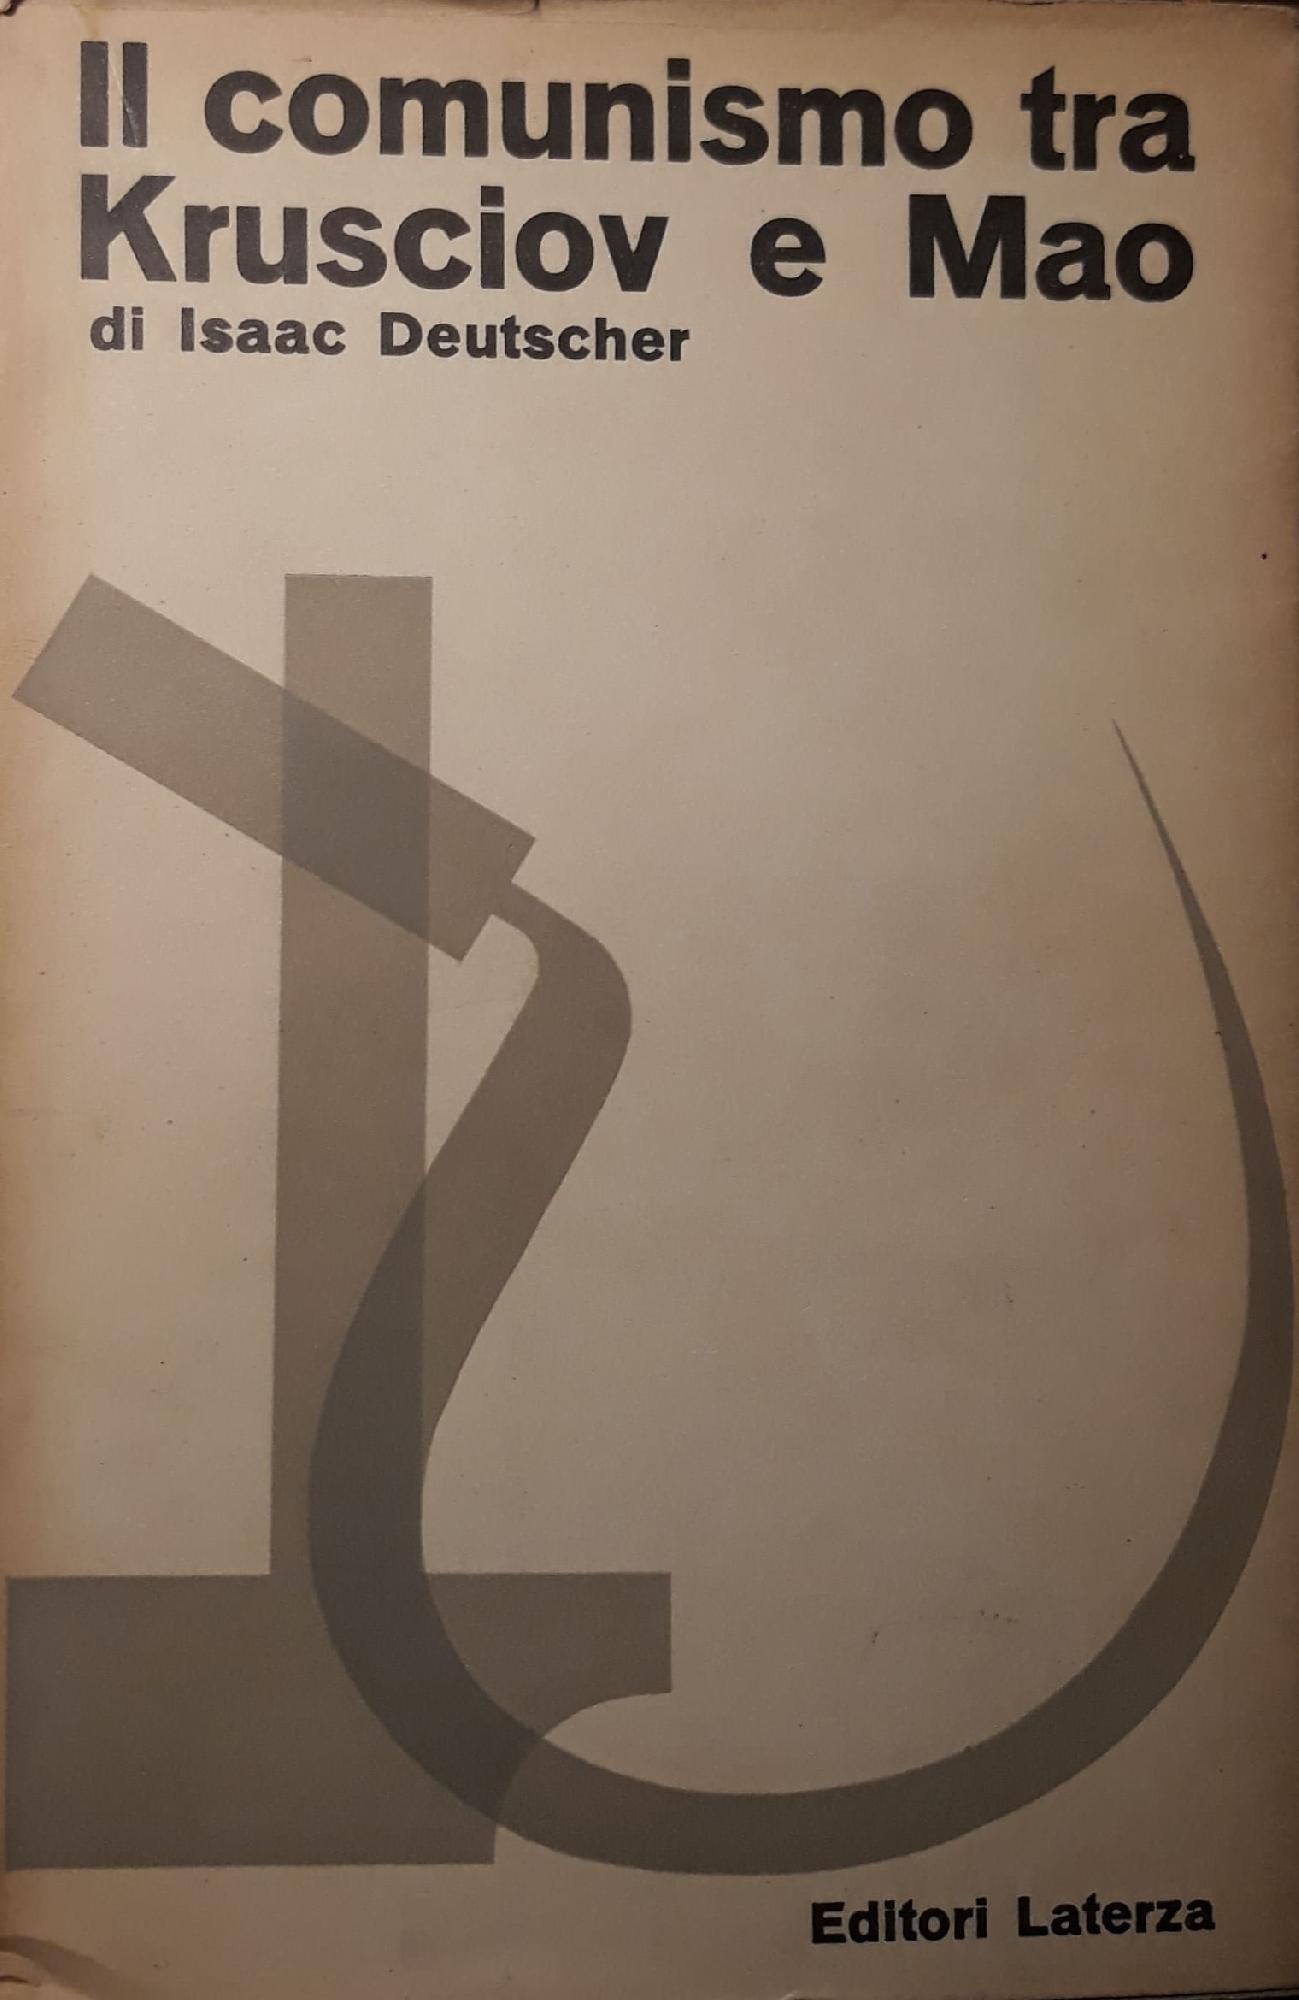 Il comunismo tra
Krusciov e Mao
di Isaac Deutscher
Editori Laterza